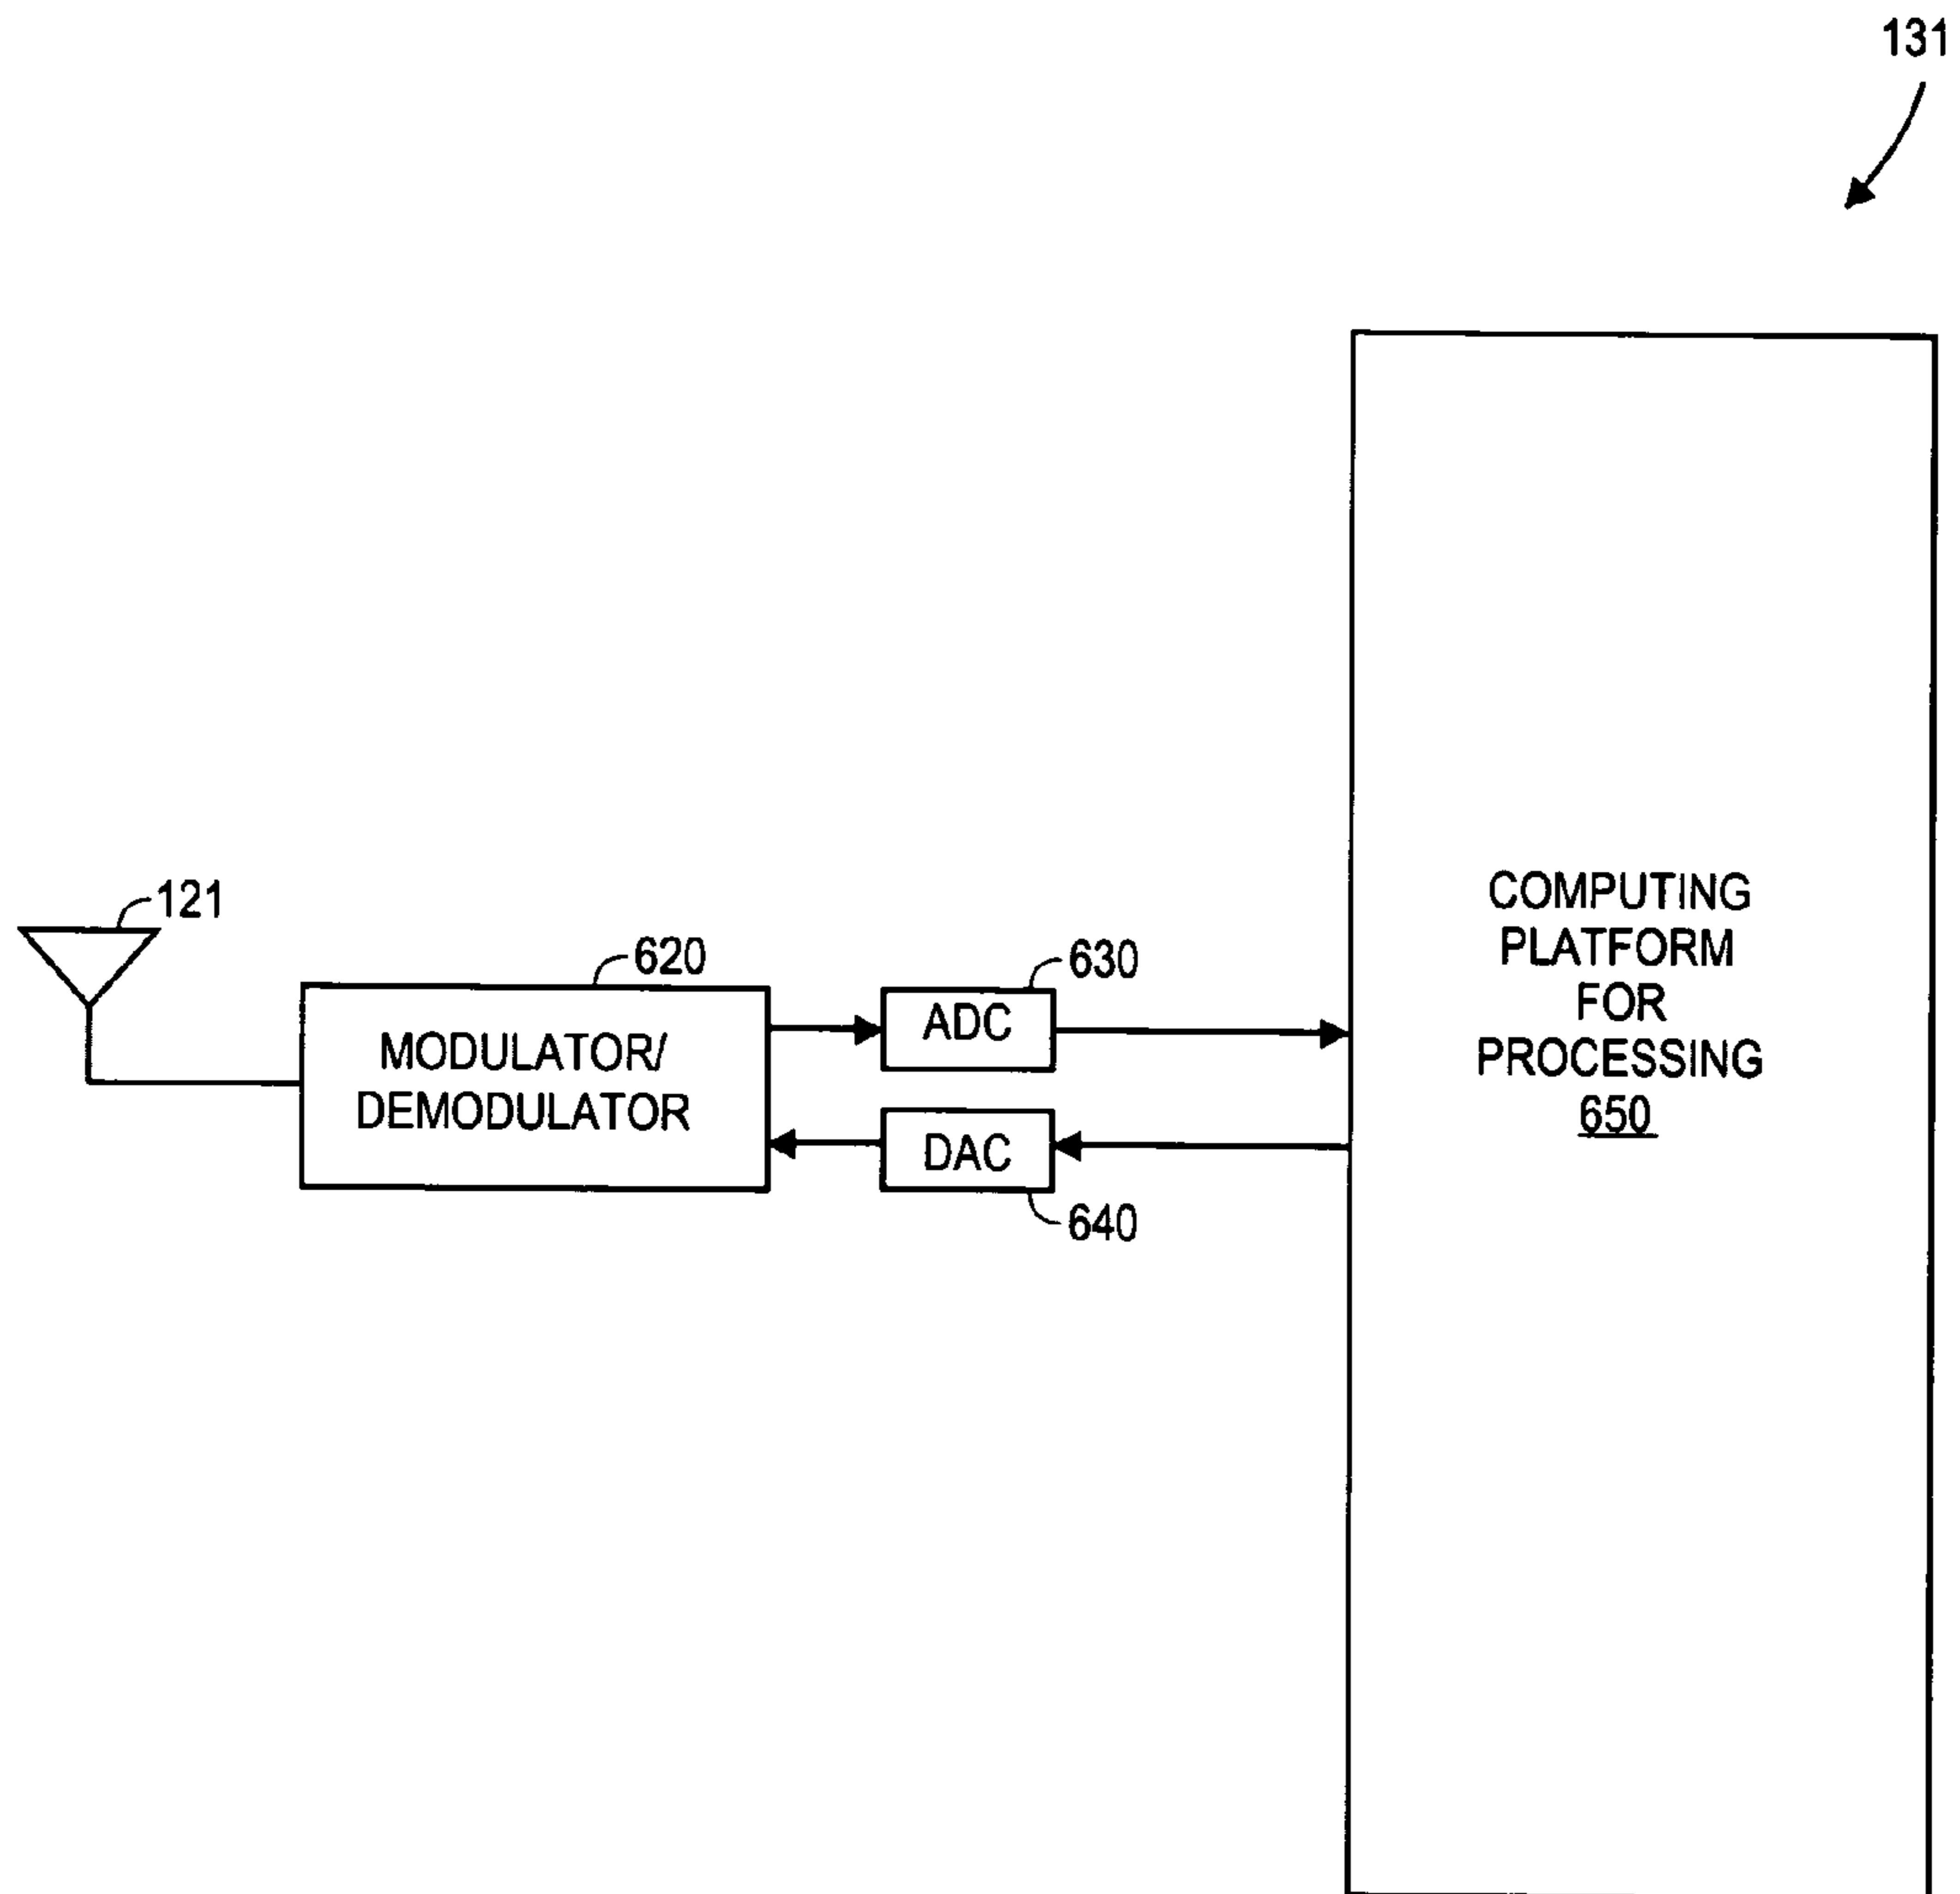 131
121
620
630
MODULATOR/
DEMODULATOR
ADC
DAC
640
COMPUTING
PLATFORM
FOR
PROCESSING
650